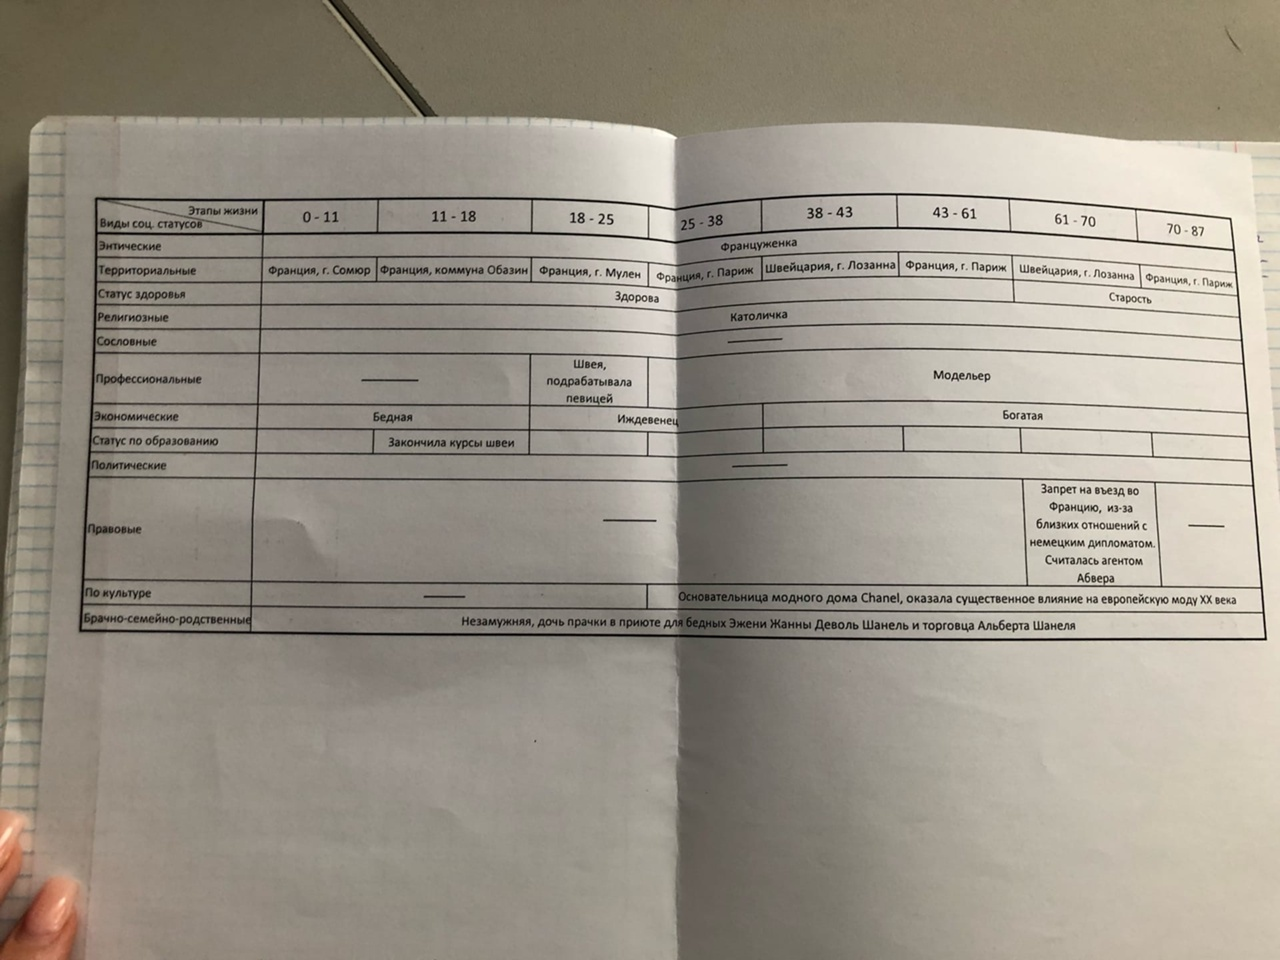 Этапы жизни
Виды соц. статусов
0 - 11
11 - 18
18 - 25
25 - 38
38 - 43
43 - 61
61 - 70
70 - 87
Энтические
Француженка
Территориальные
Франция, г. Сомюр
Франция, коммуна Обазин
Франция, г. Мулен
Франция, г. Париж
Швейцария, г. Лозанна
Франция, г. Париж
Швейцария, г. Лозанна
Франция, г. Париж
Статус здоровья
Здорова
Старость
Религиозные
Католичка
Сословные
Профессиональные
Швея,
подрабатывала
певицей
Модельер
Экономические
Бедная
Иждевенец
Богатая
Статус по образованию
Закончила курсы швеи
Политические
Правовые
Запрет на въезд во
Францию, из-за
близких отношений с
немецким дипломатом.
Считалась агентом
Абвера
По культуре
Основательница модного дома Chanel, оказала существенное влияние на европейскую моду XX века
Брачно-семейно-родственные
Незамужняя, дочь прачки в приюте для бедных Эжени Жанны Деволь Шанель и торговца Альберта Шанеля